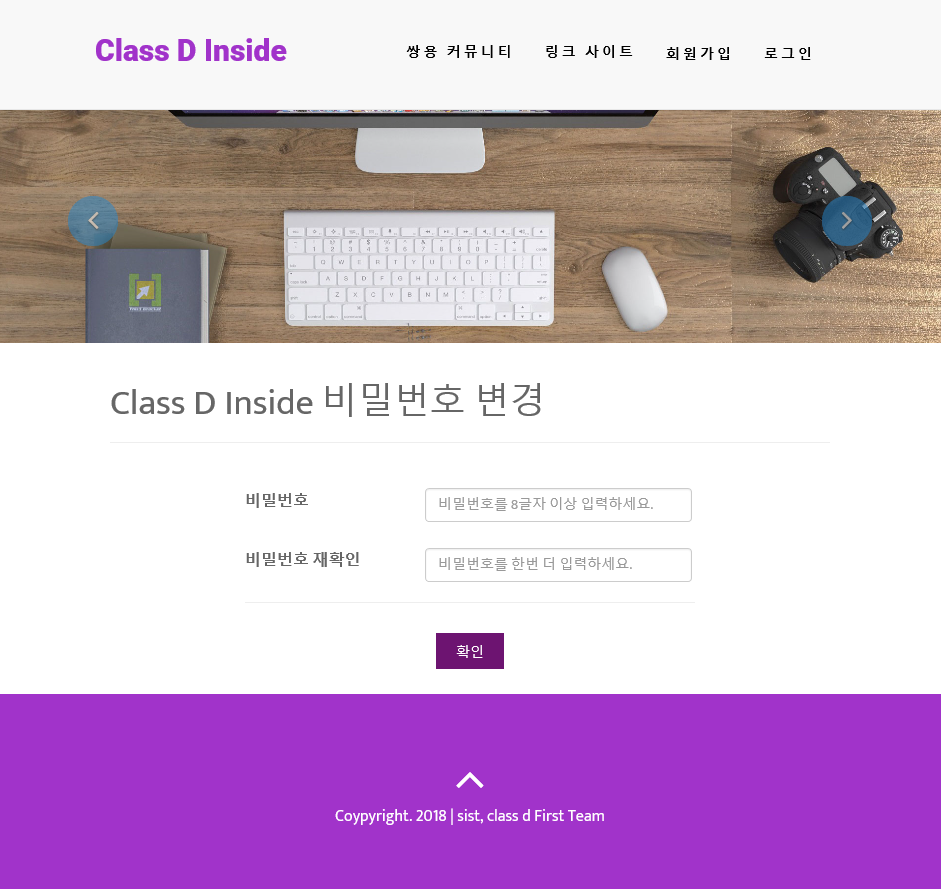 Class D Inside
쌍용 커뮤니티 링크 사이트 회원가입 로그인
Class D Inside 비밀번호 변경
비밀번호
비밀번호를 8글자 이상 입력하세요.
비밀번호 재확인
비밀번호를 한번 더 입력하세요.
확인
Coypyright. 2018 | sist, class d First Team